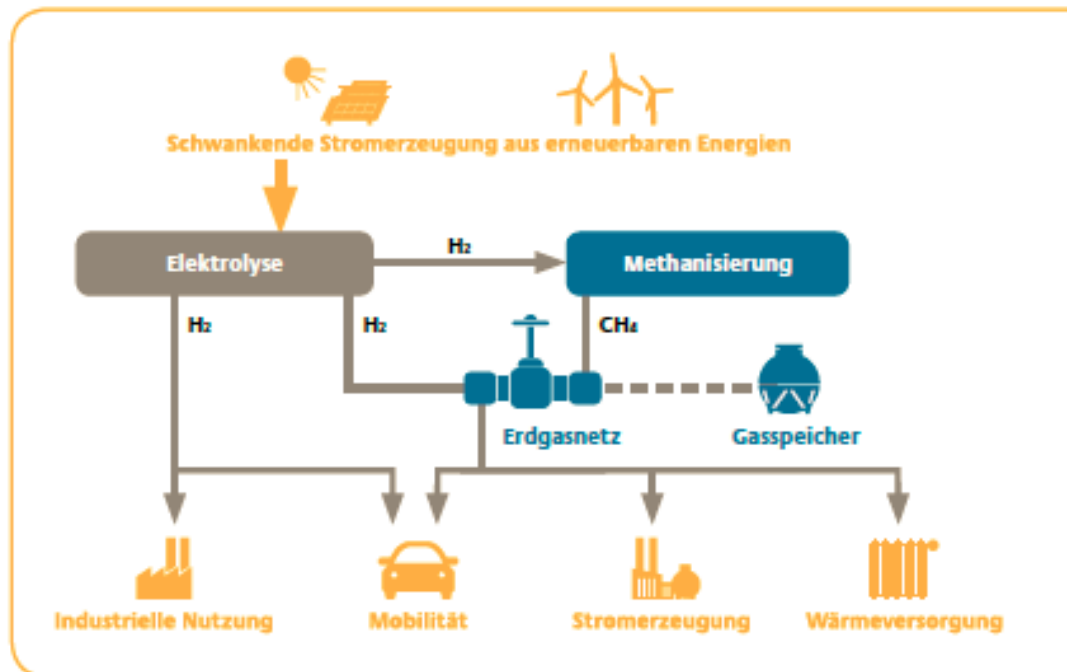 Schwankende Stromerzeugung aus erneuerbaren Energien
Elektrolyse
H₂
Methanisierung
H₂
H₂
CH₄
Erdgasnetz
Gasspeicher
Industrielle Nutzung
Mobilität
Stromerzeugung
Wärmeversorgung